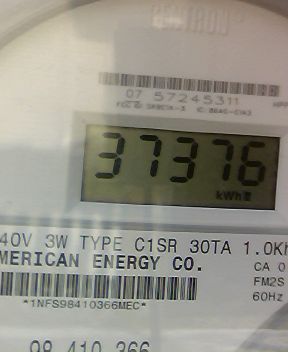 07 57245311
37376
kWh
40V 3W TYPE C1SR 30TA 1.0Kh
MERICAN ENERGY CO.
CA 0
FM2S
60Hz
*1NFS98410366MEC*
98 410 366